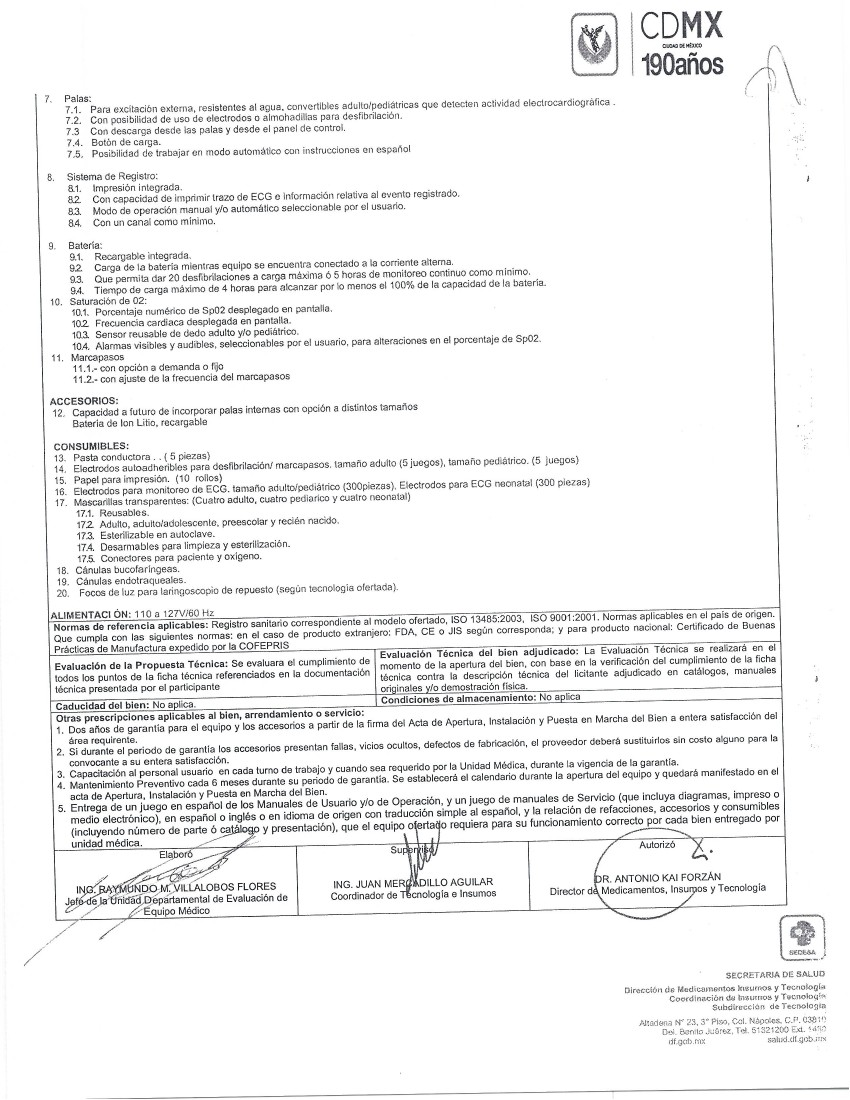 CDMX
CIUDAD DE MÉXICO
190años
7. Palas:
7.1. Para excitación externa, resistentes al agua, convertibles adulto/pediátricas que detecten actividad electrocardiográfica .
7.2. Con posibilidad de uso de electrodos o almohadillas para desfibrilación.
7.3 Con descarga desde las palas y desde el panel de control.
7.4. Botón de carga.
7.5. Posibilidad de trabajar en modo automático con instrucciones en español
8. Sistema de Registro:
8.1. Impresión integrada.
8.2. Con capacidad de imprimir trazo de ECG e información relativa al evento registrado.
8.3. Modo de operación manual y/o automático seleccionable por el usuario.
8.4. Con un canal como mínimo.
9. Batería:
9.1. Recargable integrada.
9.2. Carga de la batería mientras equipo se encuentra conectado a la corriente alterna.
9.3. Que permita dar 20 desfibrilaciones a carga máxima ó 5 horas de monitoreo continuo como mínimo.
9.4. Tiempo de carga máximo de 4 horas para alcanzar por lo menos el 100% de la capacidad de la batería.
10. Saturación de 02:
10.1. Porcentaje numérico de Sp02 desplegado en pantalla.
10.2. Frecuencia cardiaca desplegada en pantalla.
10.3. Sensor reusable de dedo adulto y/o pediátrico.
10.4. Alarmas visibles y audibles, seleccionables por el usuario, para alteraciones en el porcentaje de Sp02.
11. Marcapasos
11.1.- con opción a demanda o fijo
11.2.- con ajuste de la frecuencia del marcapasos
ACCESORIOS:
12. Capacidad a futuro de incorporar palas internas con opción a distintos tamaños
Batería de Ion Litio, recargable
CONSUMIBLES:
13. Pasta conductora . . ( 5 piezas)
14. Electrodos autoadheribles para desfibrilación/ marcapasos. tamaño adulto (5 juegos), tamaño pediátrico. (5 juegos)
15. Papel para impresión. (10 rollos)
16. Electrodos para monitoreo de ECG. tamaño adulto/pediátrico (300piezas), Electrodos para ECG neonatal (300 piezas)
17. Mascarillas transparentes: (Cuatro adulto, cuatro pediarico y cuatro neonatal)
17.1. Reusables.
17.2. Adulto, adulto/adolescente, preescolar y recién nacido.
17.3. Esterilizable en autoclave.
17.4. Desarmables para limpieza y esterilización.
17.5. Conectores para paciente y oxígeno.
18. Cánulas bucofaríngeas.
19. Cánulas endotraqueales.
20. Focos de luz para laringoscopio de repuesto (según tecnología ofertada).
ALIMENTACIÓN: 110 a 127V/60 Hz
Normas de referencia aplicables: Registro sanitario correspondiente al modelo ofertado, ISO 13485:2003, ISO 9001:2001. Normas aplicables en el país de origen.
Que cumpla con las siguientes normas: en el caso de producto extranjero: FDA, CE o JIS según corresponda; y para producto nacional: Certificado de Buenas
Prácticas de Manufactura expedido por la COFEPRIS
Evaluación de la Propuesta Técnica: Se evaluara el cumplimiento de
todos los puntos de la ficha técnica referenciados en la documentación
técnica presentada por el participante
Evaluación Técnica del bien adjudicado: La Evaluación Técnica se realizará en el
momento de la apertura del bien, con base en la verificación del cumplimiento de la ficha
técnica contra la descripción técnica del licitante adjudicado en catálogos, manuales
originales y/o demostración física.
Caducidad del bien: No aplica.
Condiciones de almacenamiento: No aplica
Otras prescripciones aplicables al bien, arrendamiento o servicio:
1. Dos años de garantía para el equipo y los accesorios a partir de la firma del Acta de Apertura, Instalación y Puesta en Marcha del Bien a entera satisfacción del
área requirente.
2. Si durante el periodo de garantía los accesorios presentan fallas, vicios ocultos, defectos de fabricación, el proveedor deberá sustituirlos sin costo alguno para la
convocante a su entera satisfacción.
3. Capacitación al personal usuario en cada turno de trabajo y cuando sea requerido por la Unidad Médica, durante la vigencia de la garantía.
4. Mantenimiento Preventivo cada 6 meses durante su periodo de garantía. Se establecerá el calendario durante la apertura del equipo y quedará manifestado en el
acta de Apertura, Instalación y Puesta en Marcha del Bien.
5. Entrega de un juego en español de los Manuales de Usuario y/o de Operación, y un juego de manuales de Servicio (que incluya diagramas, impreso o
medio electrónico), en español o inglés o en idioma de origen con traducción simple al español, y la relación de refacciones, accesorios y consumibles
(incluyendo número de parte ó catálogo y presentación), que el equipo ofertado requiera para su funcionamiento correcto por cada bien entregado por
unidad médica.
Elaboró
ING. RAYMUNDO M. VILLALOBOS FLORES
Jefe de la Unidad Departamental de Evaluación de
Equipo Médico
Supervisó
ING. JUAN MERCADILLO AGUILAR
Coordinador de Tecnología e Insumos
Autorizó
DR. ANTONIO KAI FORZÁN
Director de Medicamentos, Insumos y Tecnología
SEDESA
SECRETARIA DE SALUD
Dirección de Medicamentos Insumos y Tecnología
Coordinación de Insumos y Tecnología
Subdirección de Tecnología
Altadena N° 23, 3° Piso, Col. Nápoles, C.P. 03810
Del. Benito Juárez, Tel. 51321200 Ext. 1430
df.gob.mx salud.df.gob.mx